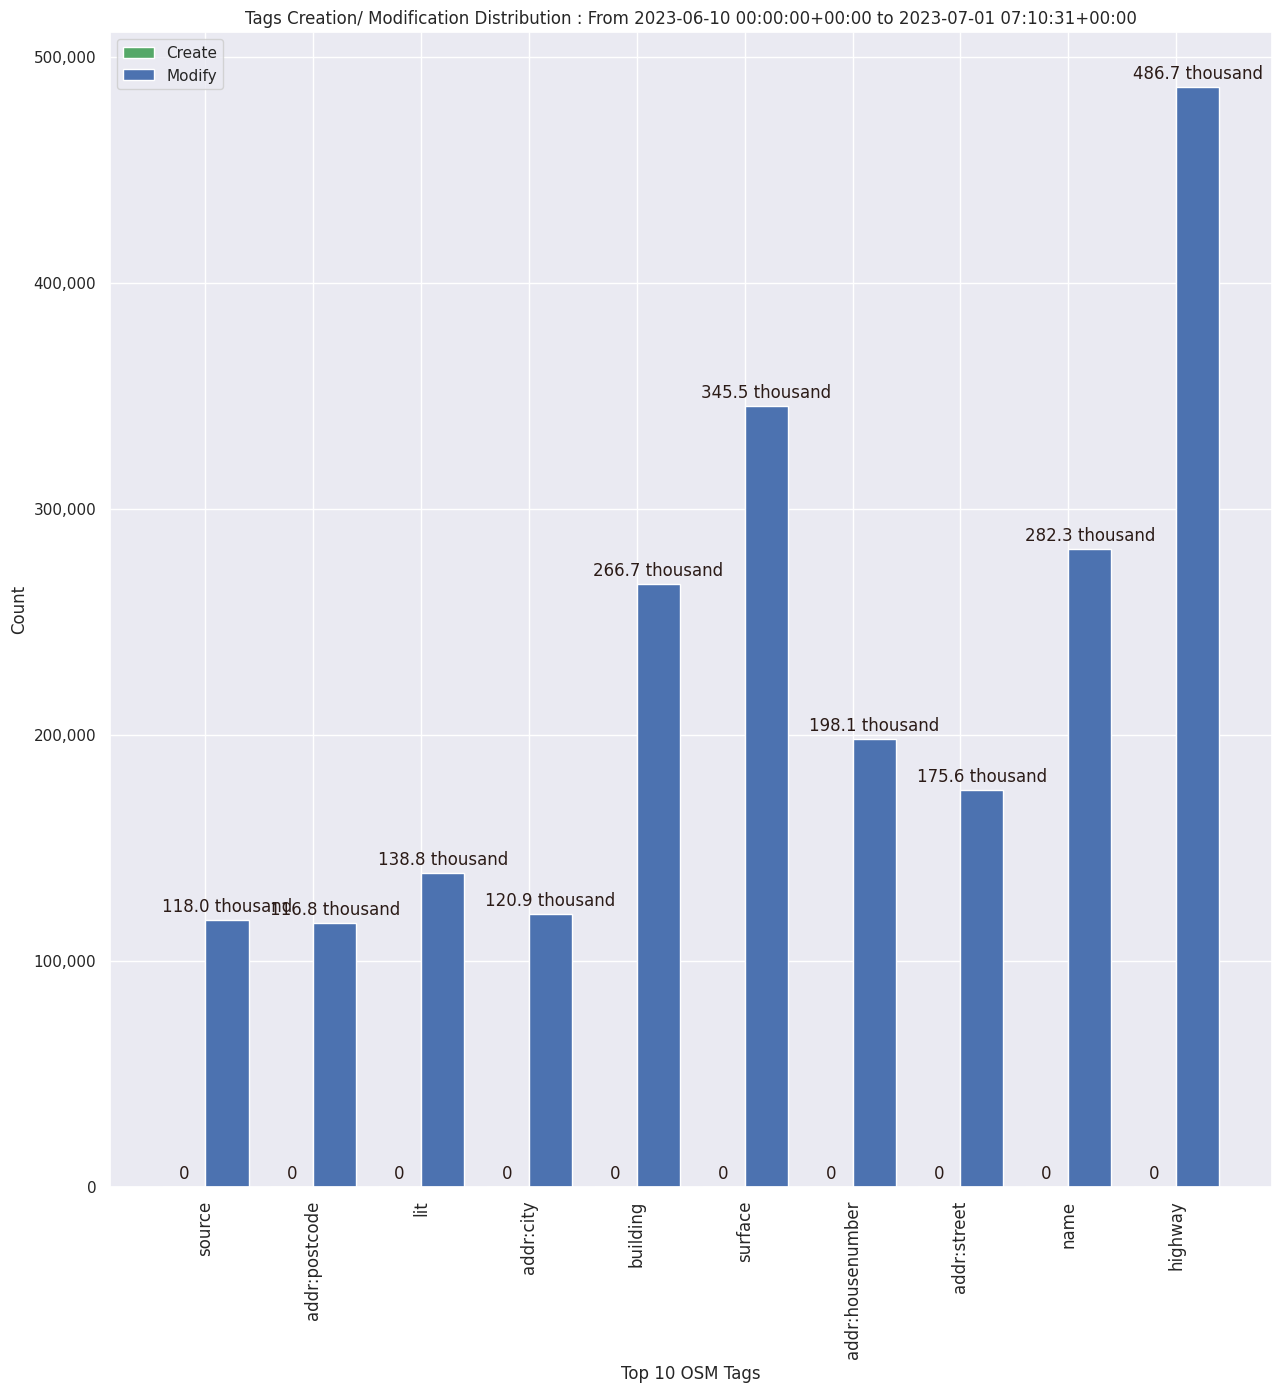 Tags Creation/ Modification Distribution : From 2023-06-10 00:00:00+00:00 to 2023-07-01 07:10:31+00:00
Create
Modify
500,000
400,000
300,000
200,000
100,000
0
Count
118.0 thousand
116.8 thousand
138.8 thousand
120.9 thousand
266.7 thousand
345.5 thousand
198.1 thousand
175.6 thousand
282.3 thousand
486.7 thousand
0
0
0
0
0
0
0
0
0
0
source
addr:postcode
lit
addr:city
building
surface
addr:housenumber
addr:street
name
highway
Top 10 OSM Tags